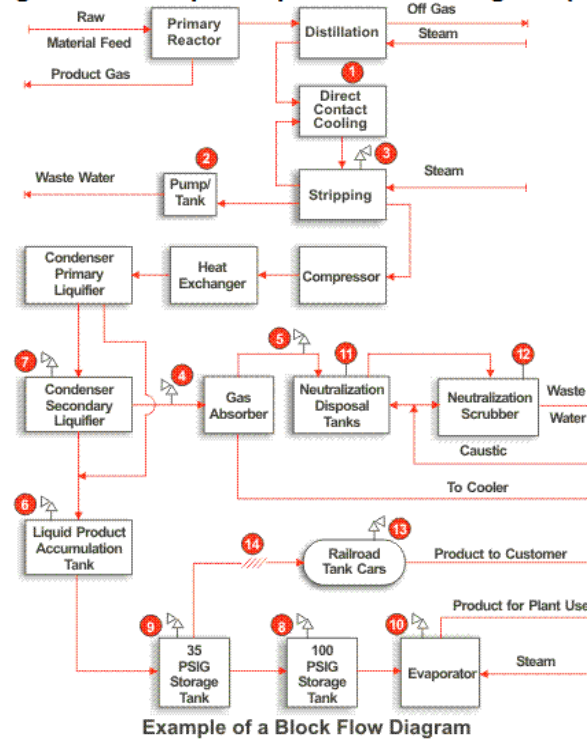 Raw
Material Feed
Primary
Reactor
Distillation
Off Gas
Steam
Product Gas
1
Direct
Contact
Cooling
2
3
Waste Water
Pump/
Tank
Stripping
Steam
Condenser
Primary
Liquifier
Heat
Exchanger
Compressor
5
11
12
7
4
Condenser
Secondary
Liquifier
Gas
Absorber
Neutralization
Disposal
Tanks
Neutralization
Scrubber
Waste
Water
Caustic
To Cooler
6
Liquid Product
Accumulation
Tank
14
13
Railroad
Tank Cars
Product to Customer
Product for Plant Use
9
8
10
35
PSIG
Storage
Tank
100
PSIG
Storage
Tank
Evaporator
Steam
Example of a Block Flow Diagram